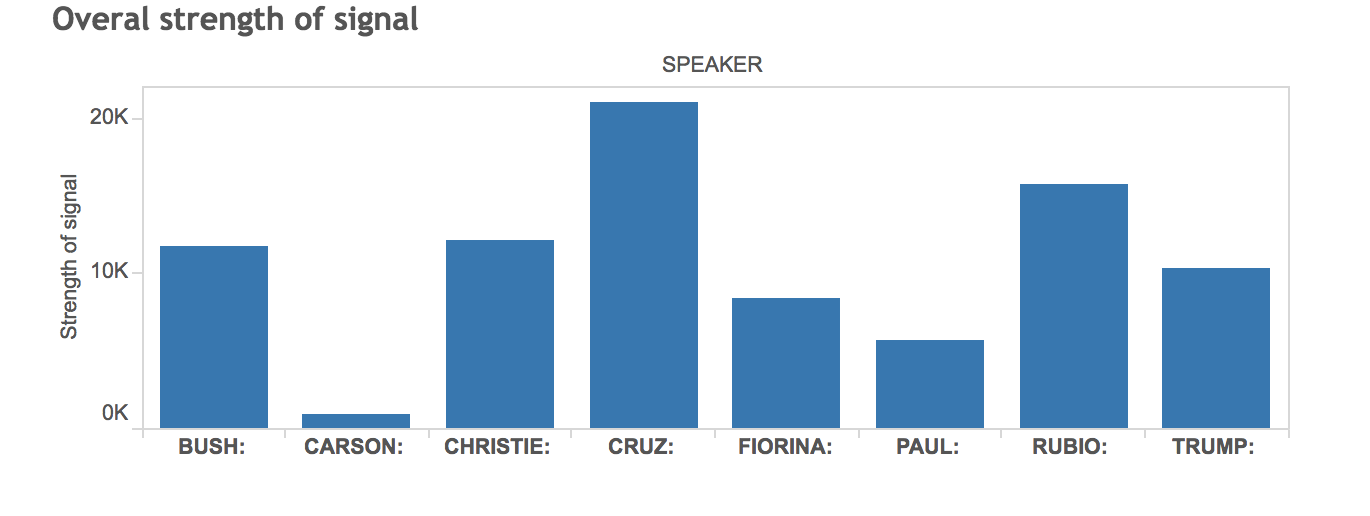 Overal strength of signal
SPEAKER
20K
10K
0K
Strength of signal
BUSH: CARSON: CHRISTIE: CRUZ: FIORINA: PAUL: RUBIO: TRUMP: